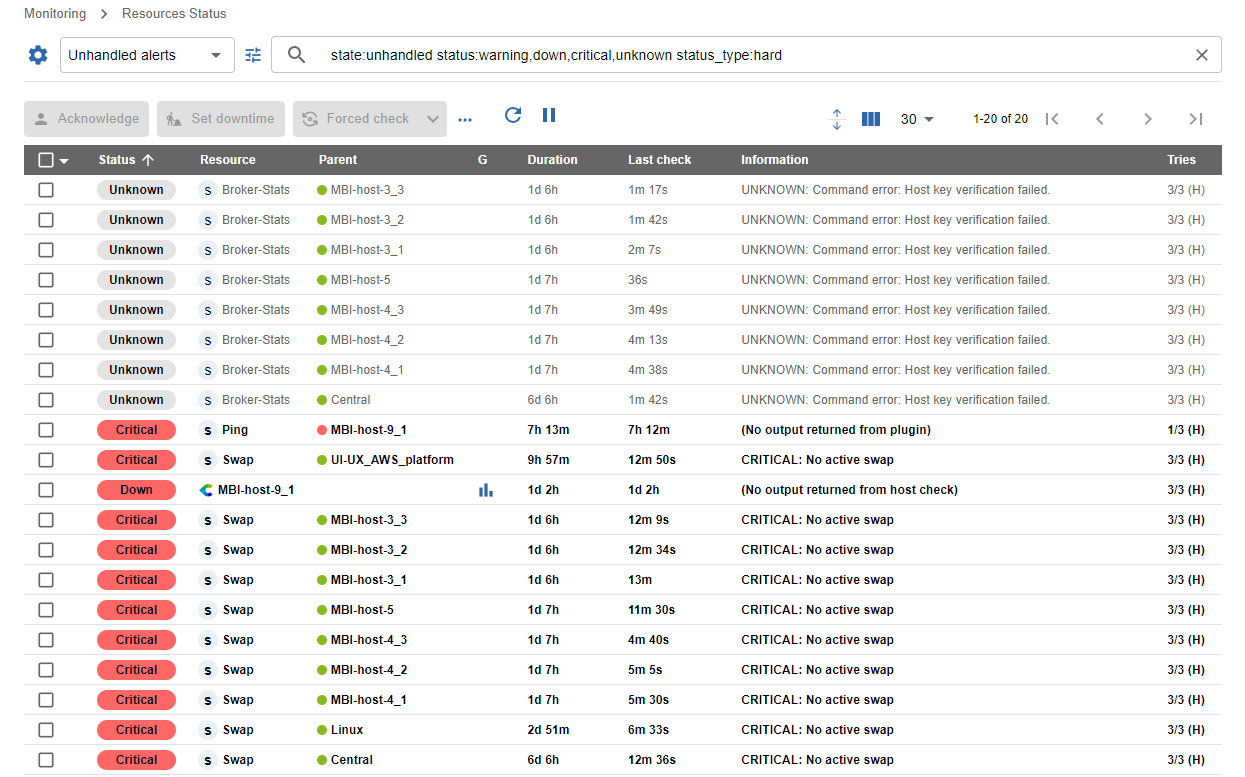 Monitoring > Resources Status
Unhandled alerts state:unhandled status:warning,down,critical,unknown status_type:hard
Acknowledge Set downtime Forced check ... 30 1-20 of 20
Status Resource Parent G Duration Last check Information Tries
Unknown S Broker-Stats MBI-host-3_3 1d 6h 1m 17s UNKNOWN: Command error: Host key verification failed. 3/3 (H)
Unknown S Broker-Stats MBI-host-3_2 1d 6h 1m 42s UNKNOWN: Command error: Host key verification failed. 3/3 (H)
Unknown S Broker-Stats MBI-host-3_1 1d 6h 2m 7s UNKNOWN: Command error: Host key verification failed. 3/3 (H)
Unknown S Broker-Stats MBI-host-5 1d 7h 36s UNKNOWN: Command error: Host key verification failed. 3/3 (H)
Unknown S Broker-Stats MBI-host-4_3 1d 7h 3m 49s UNKNOWN: Command error: Host key verification failed. 3/3 (H)
Unknown S Broker-Stats MBI-host-4_2 1d 7h 4m 13s UNKNOWN: Command error: Host key verification failed. 3/3 (H)
Unknown S Broker-Stats MBI-host-4_1 1d 7h 4m 38s UNKNOWN: Command error: Host key verification failed. 3/3 (H)
Unknown S Broker-Stats Central 6d 6h 1m 42s UNKNOWN: Command error: Host key verification failed. 3/3 (H)
Critical S Ping MBI-host-9_1 7h 13m 7h 12m (No output returned from plugin) 1/3 (H)
Critical S Swap UI-UX_AWS_platform 9h 57m 12m 50s CRITICAL: No active swap 3/3 (H)
Down MBI-host-9_1 1d 2h 1d 2h (No output returned from host check) 3/3 (H)
Critical S Swap MBI-host-3_3 1d 6h 12m 9s CRITICAL: No active swap 3/3 (H)
Critical S Swap MBI-host-3_2 1d 6h 12m 34s CRITICAL: No active swap 3/3 (H)
Critical S Swap MBI-host-3_1 1d 6h 13m CRITICAL: No active swap 3/3 (H)
Critical S Swap MBI-host-5 1d 7h 11m 30s CRITICAL: No active swap 3/3 (H)
Critical S Swap MBI-host-4_3 1d 7h 4m 40s CRITICAL: No active swap 3/3 (H)
Critical S Swap MBI-host-4_2 1d 7h 5m 5s CRITICAL: No active swap 3/3 (H)
Critical S Swap MBI-host-4_1 1d 7h 5m 30s CRITICAL: No active swap 3/3 (H)
Critical S Swap Linux 2d 51m 6m 33s CRITICAL: No active swap 3/3 (H)
Critical S Swap Central 6d 6h 12m 36s CRITICAL: No active swap 3/3 (H)